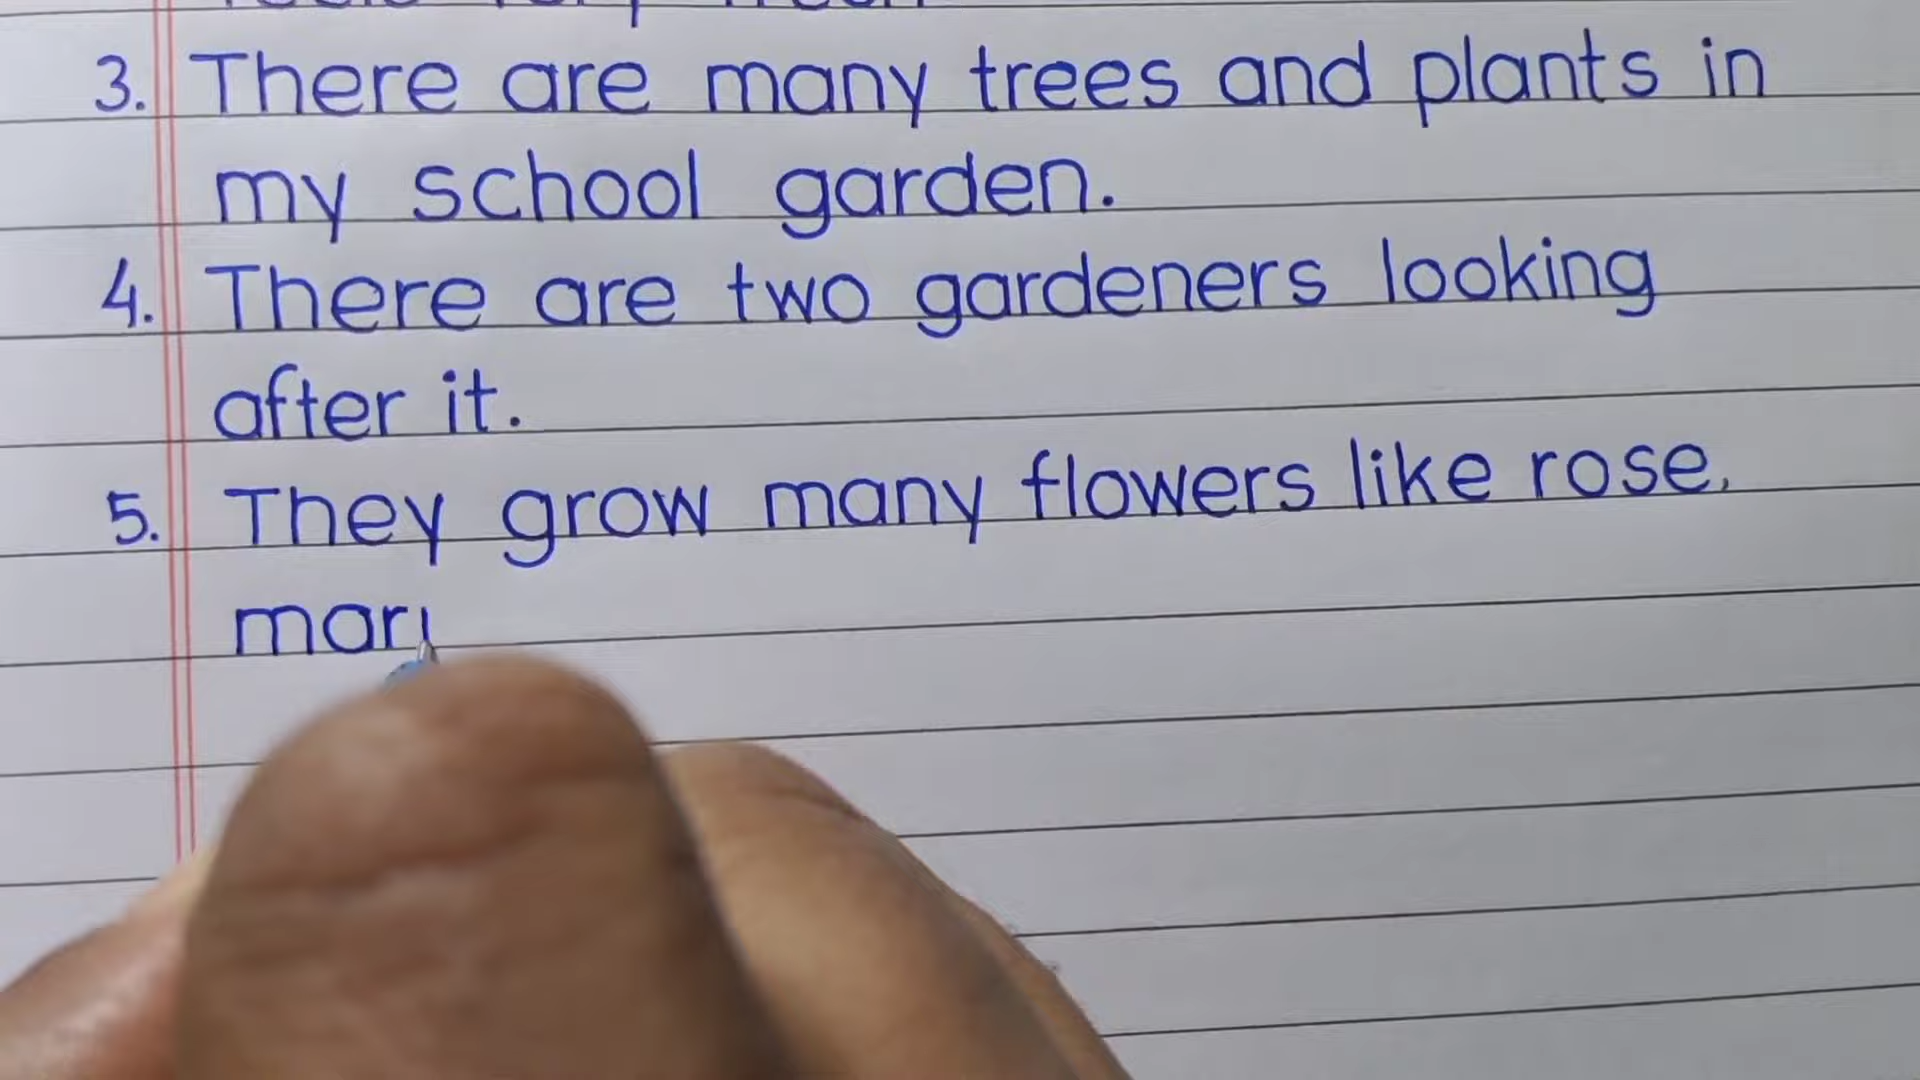 3. There are many trees and plants in
my school garden.
4. There are two gardeners looking
after it.
5. They grow many flowers like rose,
mari